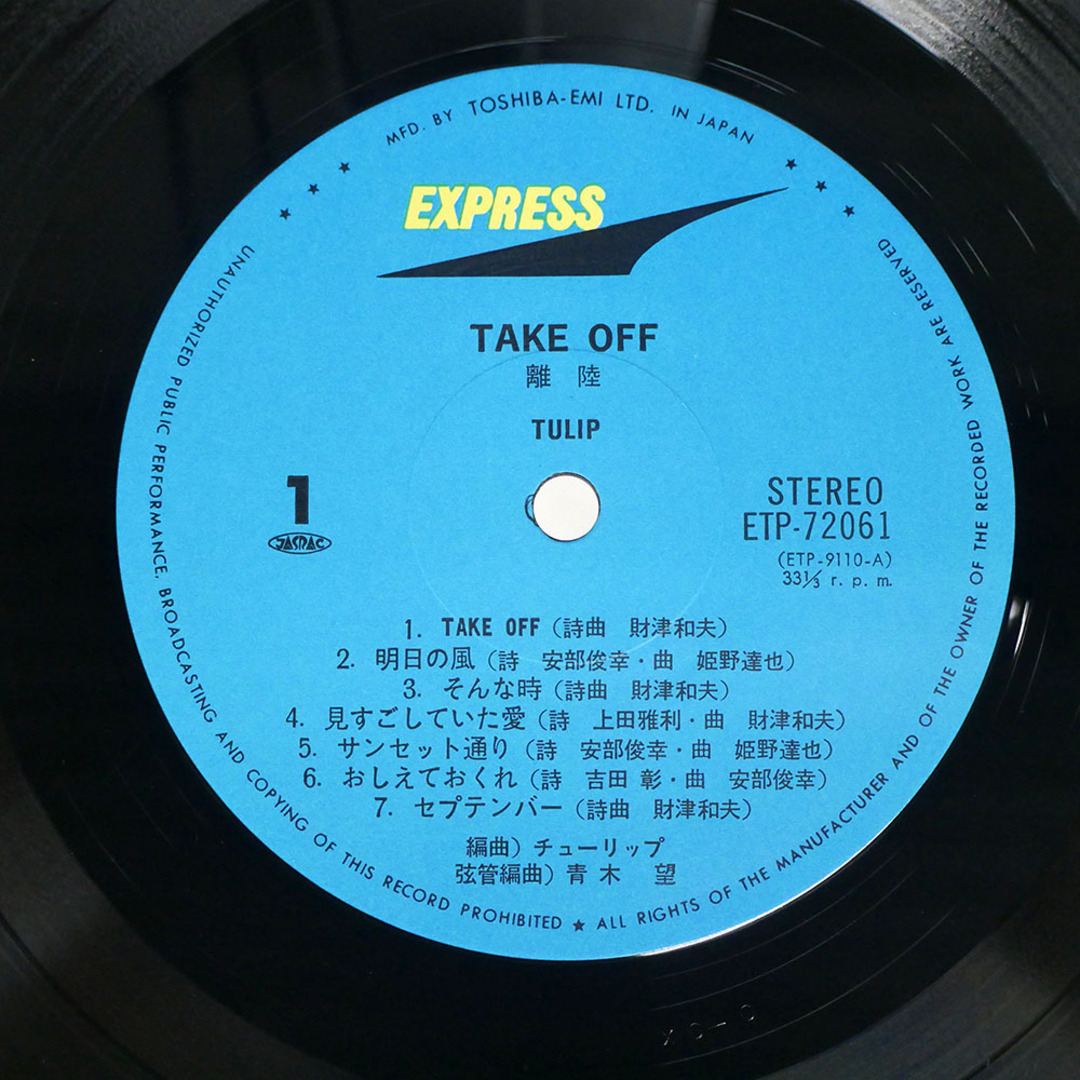 MFD. BY TOSHIBA-EMI LTD. IN JAPAN
EXPRESS
TAKE OFF
離 陸
TULIP
1
JASRAC
STEREO
ETP-72061
(ETP-9110-A)
33⅓ r. p. m.
1. TAKE OFF（詩曲 財津和夫）
2. 明日の風（詩 安部俊幸・曲 姫野達也）
3. そんな時（詩曲 財津和夫）
4. 見すごしていた愛（詩 上田雅利・曲 財津和夫）
5. サンセット通り（詩 安部俊幸・曲 姫野達也）
6. おしえておくれ（詩 吉田 彰・曲 安部俊幸）
7. セプテンバー（詩曲 財津和夫）
編曲）チューリップ
弦管編曲）青 木 望
UNAUTHORIZED PUBLIC PERFORMANCE, BROADCASTING AND COPYING OF THIS RECORD PROHIBITED ★ ALL RIGHTS OF THE MANUFACTURER AND OF THE OWNER OF THE RECORDED WORK ARE RESERVED